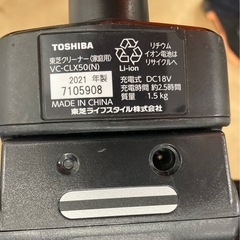 TOSHIBA
東芝クリーナー(家庭用)
VC-CLX50(N)
2021 年製
7105908
MADE IN CHINA
Li-ion
リチウム
イオン電池は
リサイクルへ
充電式 DC18V
充電時間 約2.5時間
質量 1.5kg
東芝ライフスタイル株式会社